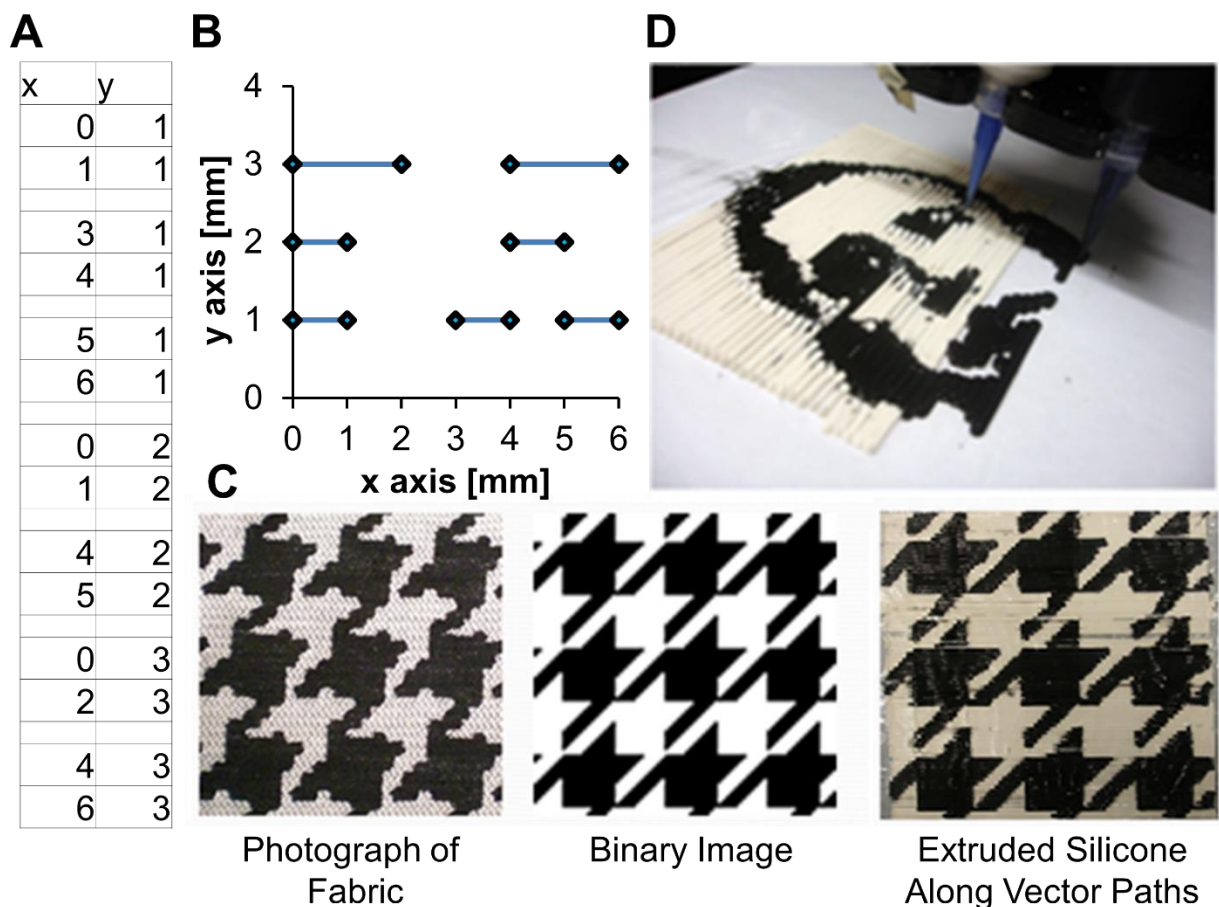 A
x y
0 1
1 1
3 1
4 1
5 1
6 1
0 2
1 2
4 2
5 2
0 3
2 3
4 3
6 3
B
y axis [mm]
4
3
2
1
0
0 1 2 3 4 5 6
x axis [mm]
D
C
Photograph of
Fabric
Binary Image
Extruded Silicone
Along Vector Paths